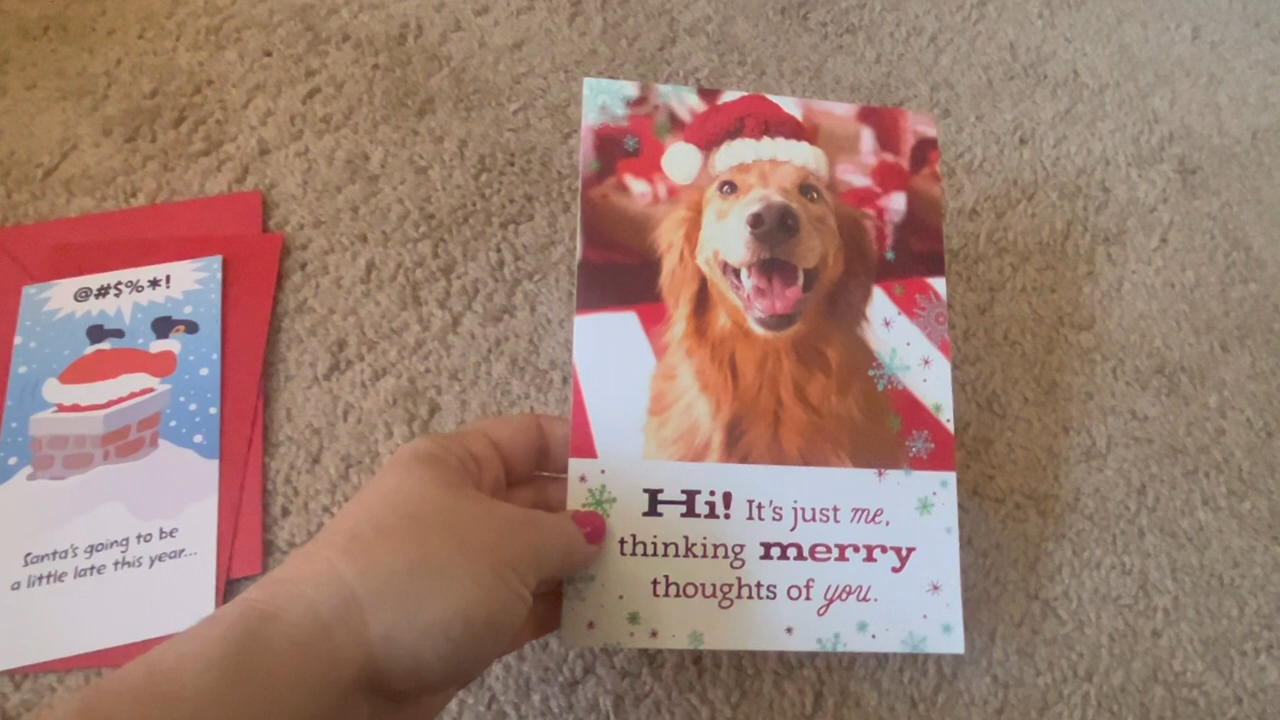 @#$%*!
Santa's going to be
a little late this year...
Hi! It's just me,
thinking merry
thoughts of you.